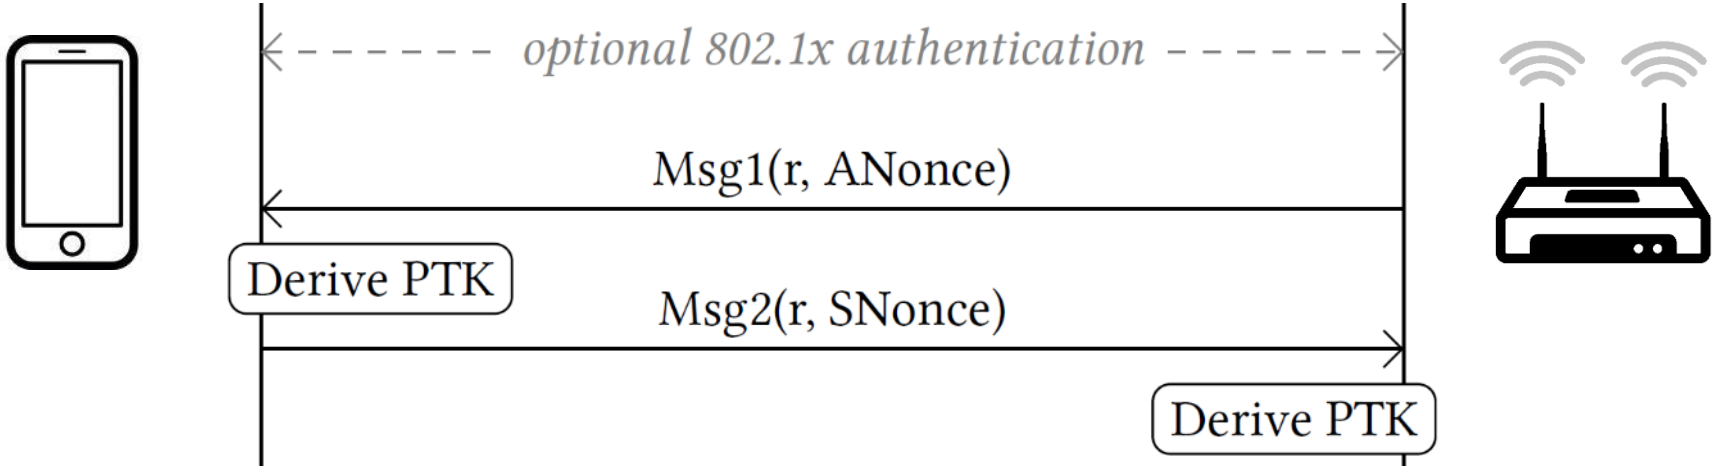 optional 802.1x authentication
Msg1(r, ANonce)
Derive PTK
Msg2(r, SNonce)
Derive PTK